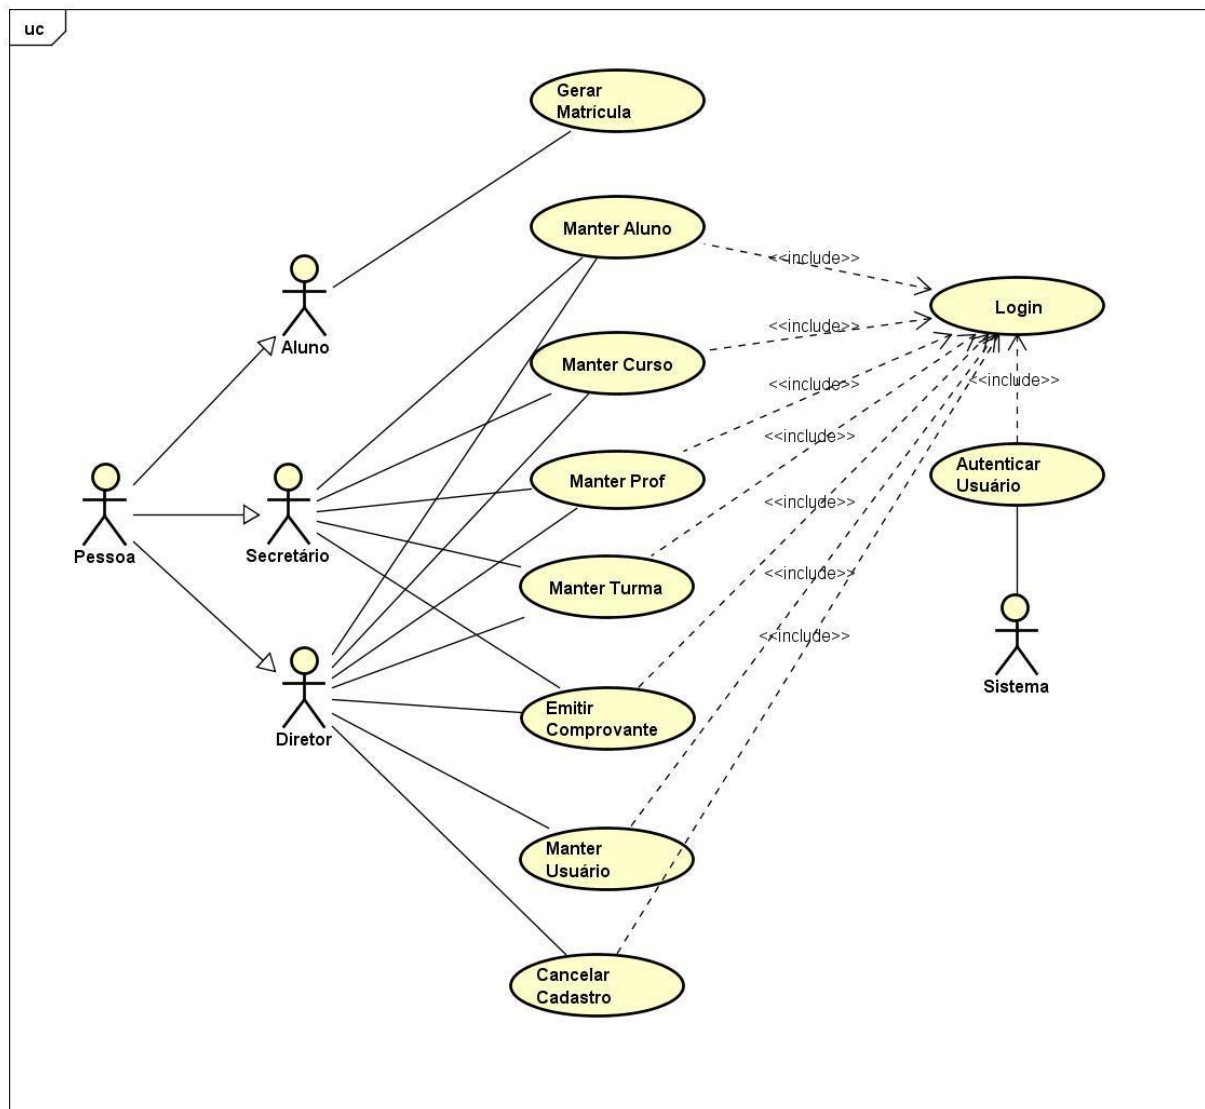 uc
Gerar
Matrícula
Manter Aluno
<<include>>
Login
Aluno
<<include>>
Manter Curso
<<include>>
<<include>>
<<include>>
Autenticar
Usuário
Manter Prof
<<include>>
Pessoa
Secretário
<<include>>
Manter Turma
<<include>>
Sistema
Emitir
Comprovante
Diretor
Manter
Usuário
Cancelar
Cadastro